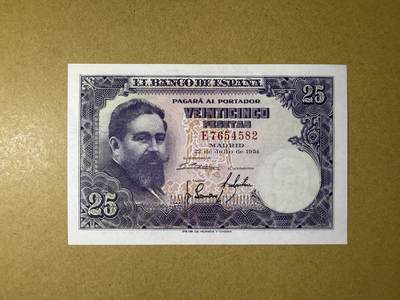 EL BANCO DE ESPAÑA
PAGARÁ AL PORTADOR
25
VEINTICINCO
PESETAS
E7654582
MADRID
22 de Julio de 1954
25